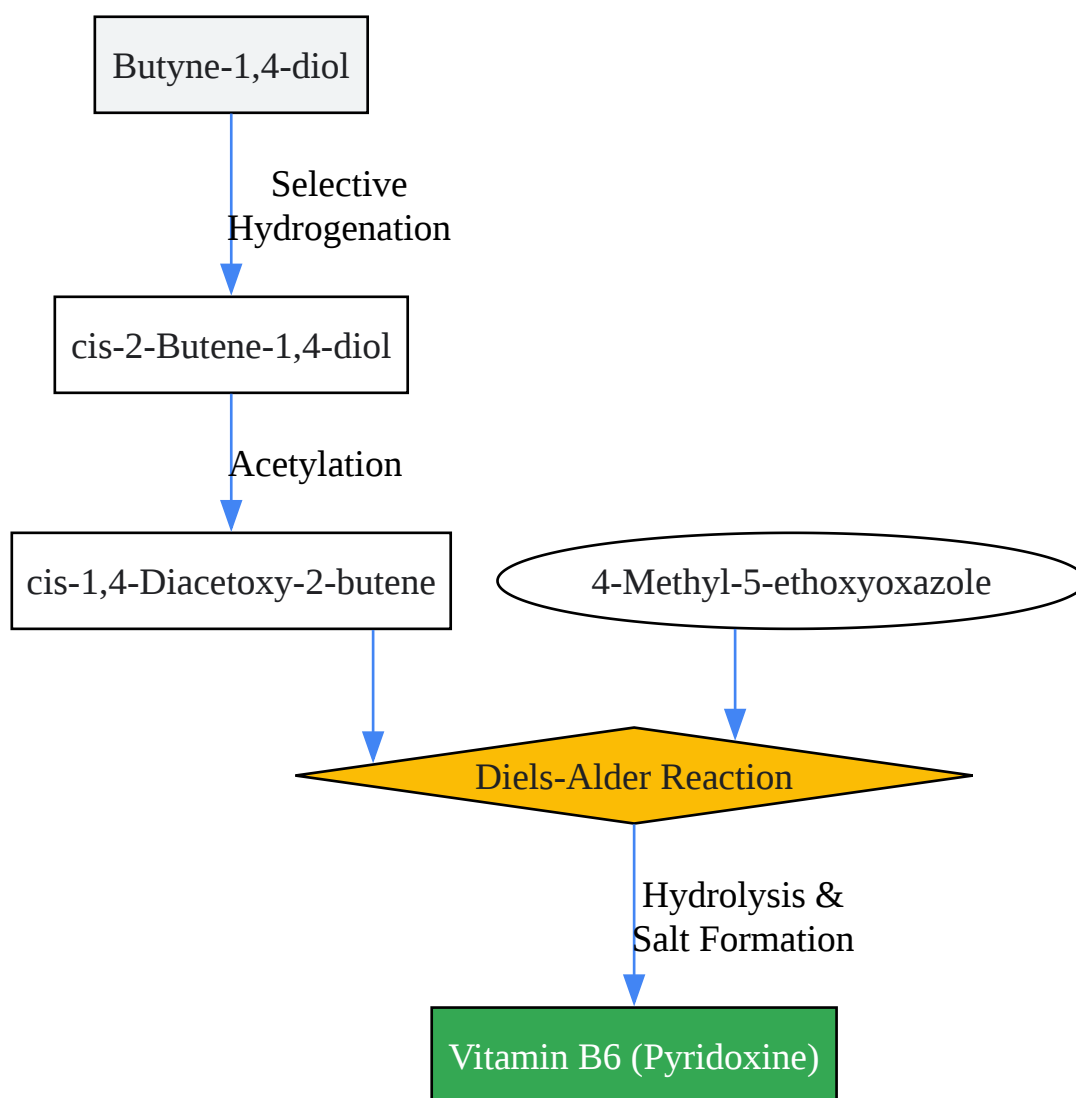 Butyne-1,4-diol
Selective
Hydrogenation
cis-2-Butene-1,4-diol
Acetylation
cis-1,4-Diacetoxy-2-butene
4-Methyl-5-ethoxyoxazole
Diels-Alder Reaction
Hydrolysis &
Salt Formation
Vitamin B6 (Pyridoxine)